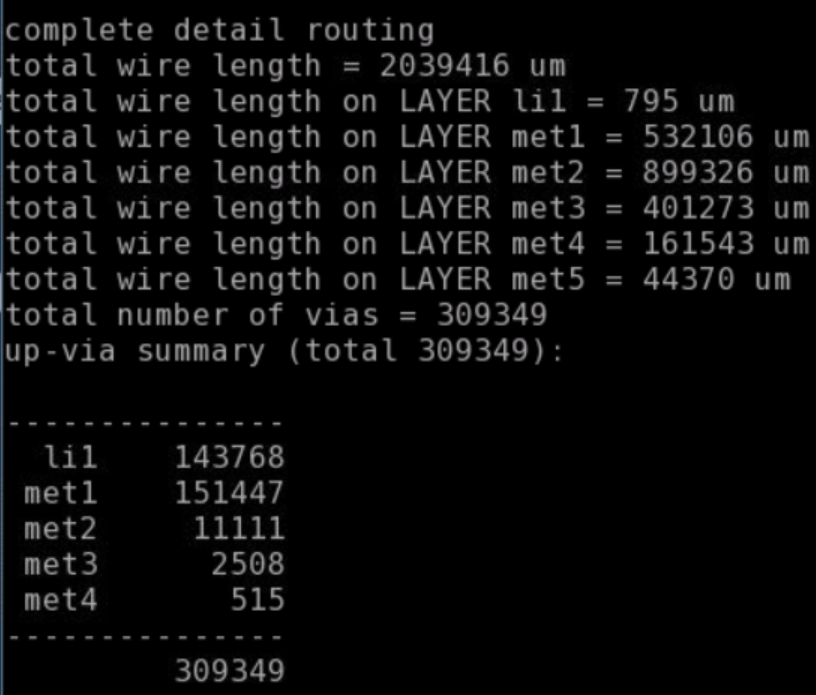 complete detail routing
total wire length = 2039416 um
total wire length on LAYER li1 = 795 um
total wire length on LAYER met1 = 532106 um
total wire length on LAYER met2 = 899326 um
total wire length on LAYER met3 = 401273 um
total wire length on LAYER met4 = 161543 um
total wire length on LAYER met5 = 44370 um
total number of vias = 309349
up-via summary (total 309349):
---------------
li1 143768
met1 151447
met2 11111
met3 2508
met4 515
---------------
309349